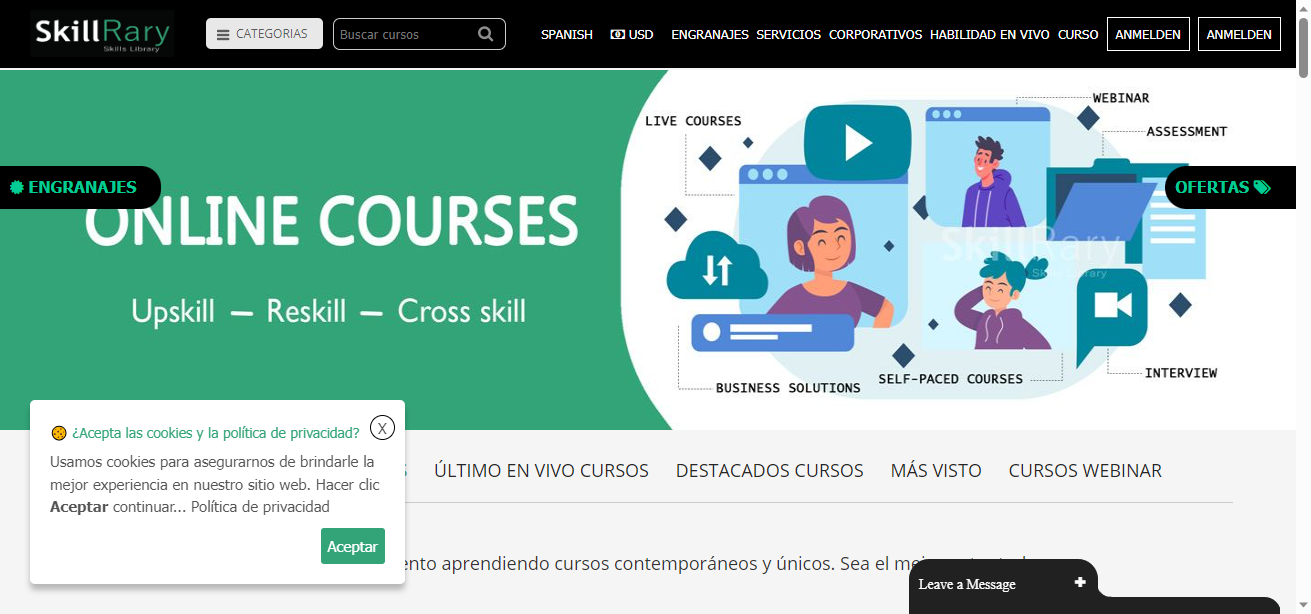 SkillRary
Skills Library
CATEGORIAS
Buscar cursos
SPANISH
USD
ENGRANAJES
SERVICIOS
CORPORATIVOS
HABILIDAD EN VIVO
CURSO
ANMELDEN
ANMELDEN
LIVE COURSES
WEBINAR
ASSESSMENT
ENGRANAJES
OFERTAS
ONLINE COURSES
Upskill — Reskill — Cross skill
SkillRary
Skills Library
BUSINESS SOLUTIONS
SELF-PACED COURSES
INTERVIEW
¿Acepta las cookies y la política de privacidad?
X
Usamos cookies para asegurarnos de brindarle la
mejor experiencia en nuestro sitio web. Hacer clic
Aceptar continuar... Política de privacidad
Aceptar
ÚLTIMO EN VIVO CURSOS
DESTACADOS CURSOS
MÁS VISTO
CURSOS WEBINAR
aprendiendo cursos contemporáneos y únicos. Sea el
Leave a Message